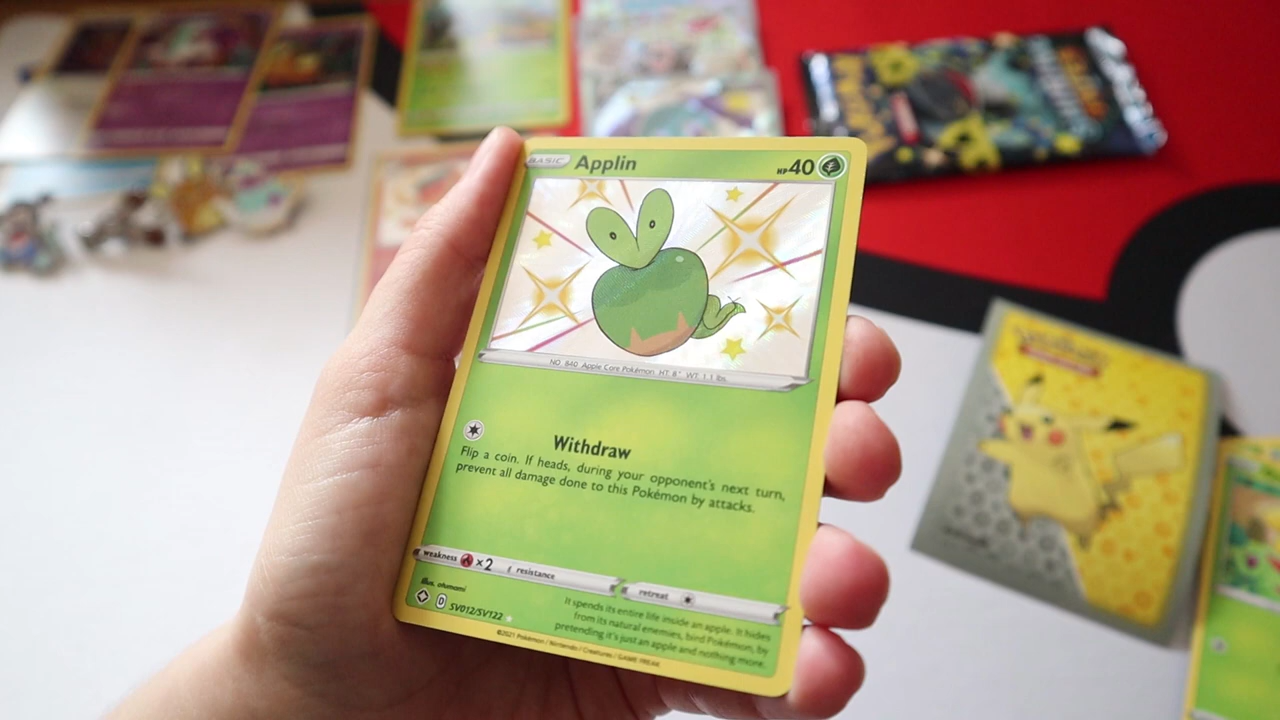 BASIC Applin HP 40
NO. 840 Apple Core Pokémon HT: 8" WT: 1.1 lbs.
Withdraw
Flip a coin. If heads, during your opponent's next turn,
prevent all damage done to this Pokémon by attacks.
weakness ×2 resistance retreat
illus. otumami
D SV012/SV122
It spends its entire life inside an apple. It hides
from its natural enemies, bird Pokémon, by
pretending it's just an apple and nothing more.
©2021 Pokémon / Nintendo / Creatures / GAME FREAK